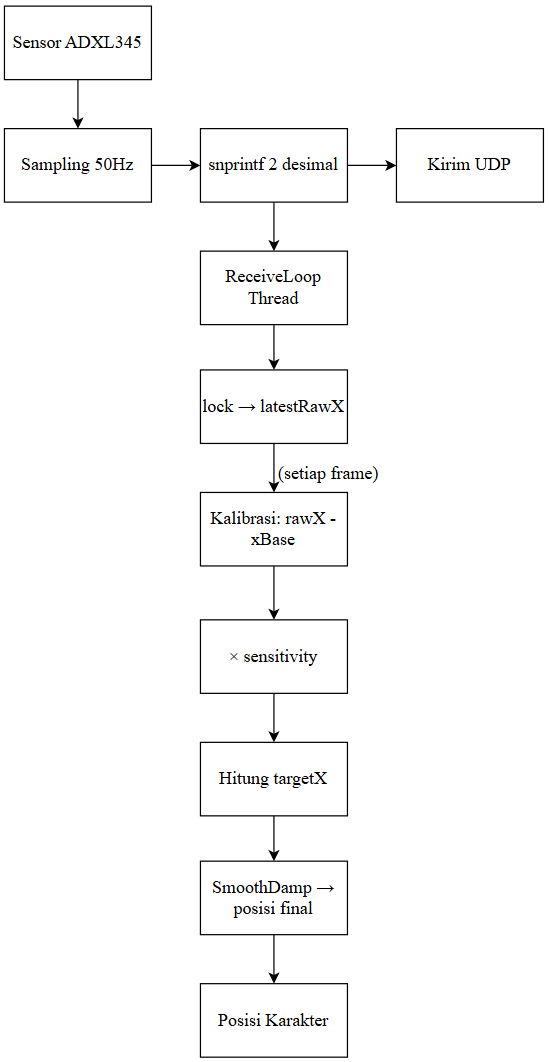 Sensor ADXL345
Sampling 50Hz
snprintf 2 desimal
Kirim UDP
ReceiveLoop
Thread
lock → latestRawX
(setiap frame)
Kalibrasi: rawX -
xBase
× sensitivity
Hitung targetX
SmoothDamp →
posisi final
Posisi Karakter